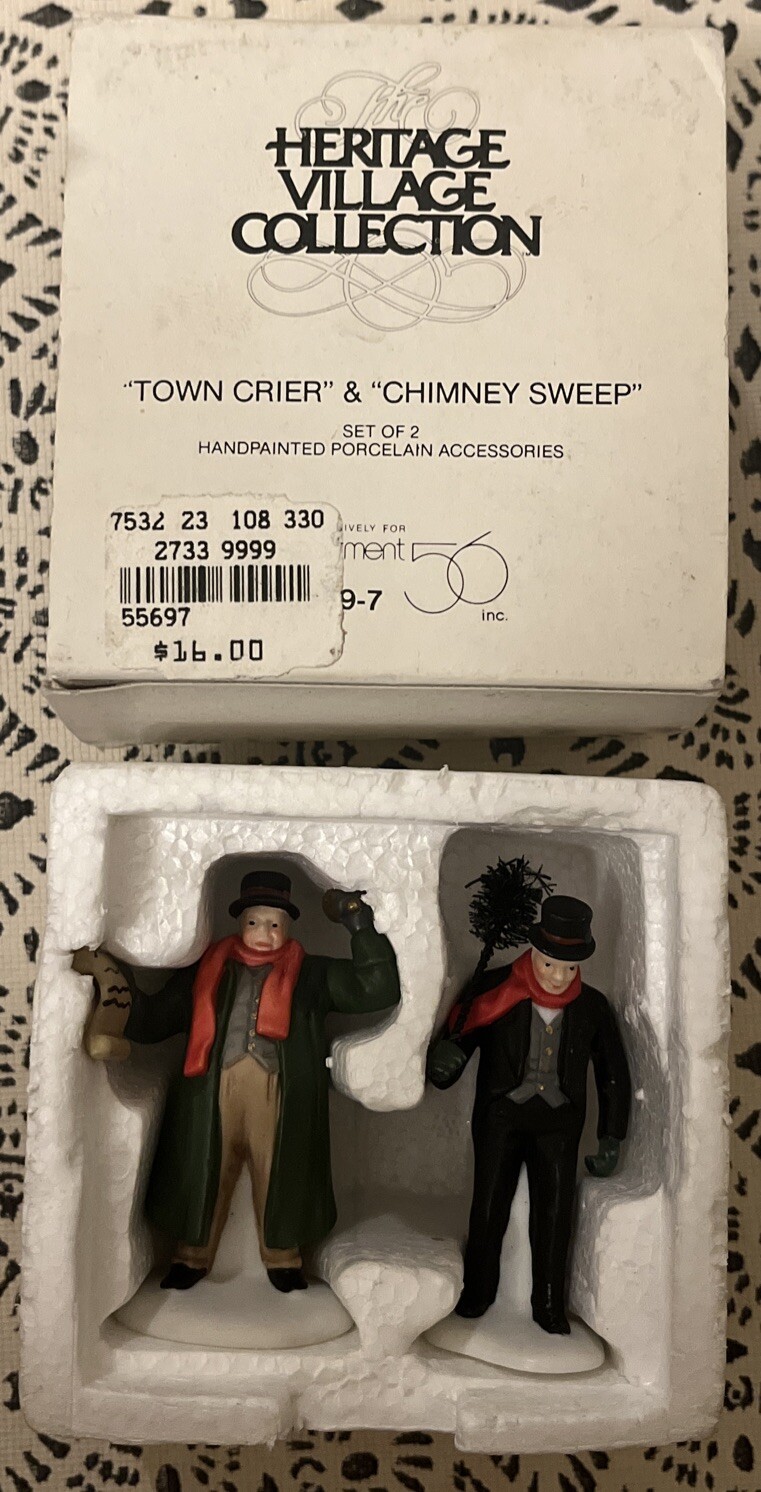 The
HERITAGE
VILLAGE
COLLECTION
"TOWN CRIER" & "CHIMNEY SWEEP"
SET OF 2
HANDPAINTED PORCELAIN ACCESSORIES
7532 23 108 330
2733 9999
55697
$16.00
IVELY FOR
ment 56
9-7
inc.